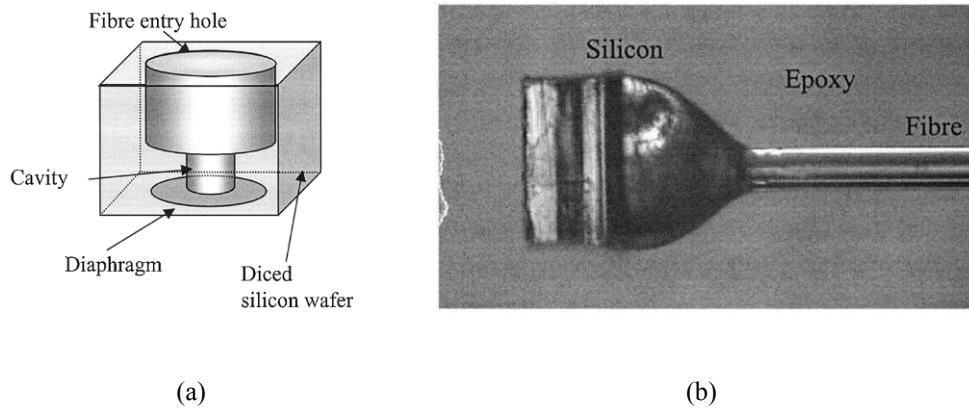 Fibre entry hole
Cavity
Diaphragm
Diced
silicon wafer
Silicon
Epoxy
Fibre
(a)
(b)